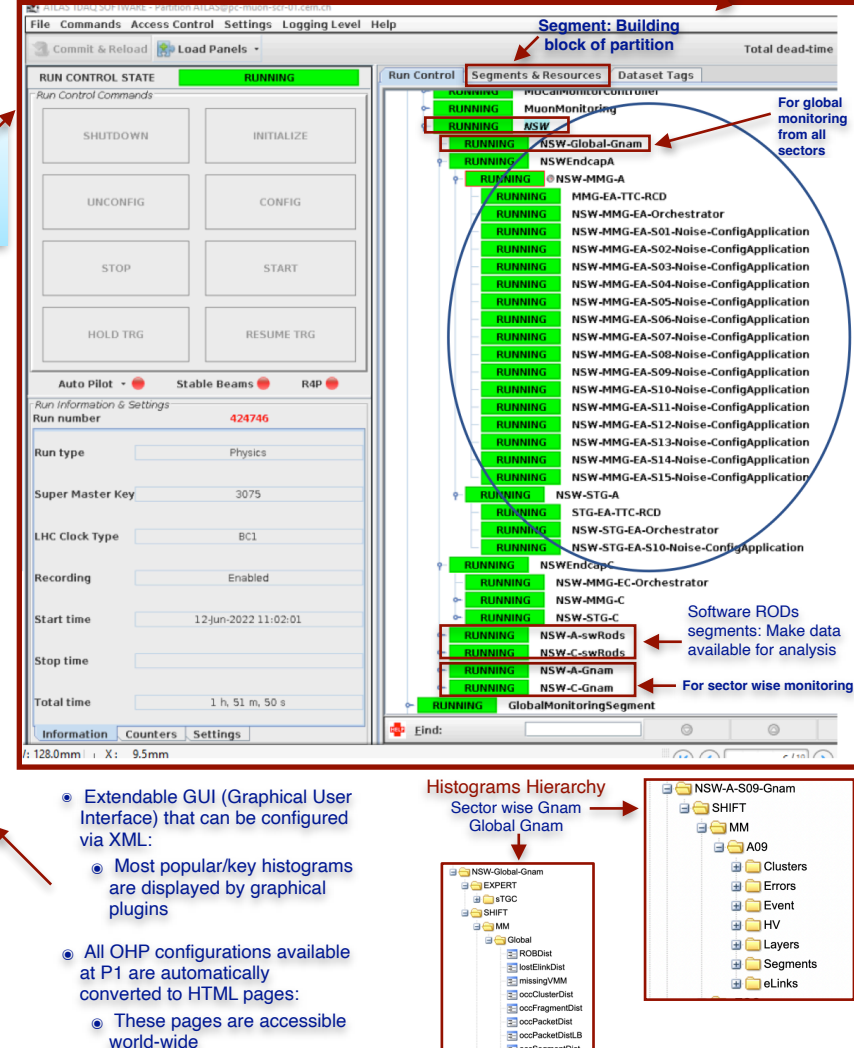 ATLAS TDAQ SOFTWARE - Partition ATLAS@pc-muon-scr-01.cern.ch
File Commands Access Control Settings Logging Level Help
Segment: Building
block of partition
Commit & Reload Load Panels
Total dead-time
RUN CONTROL STATE RUNNING
Run Control Segments & Resources Dataset Tags
Run Control Commands
SHUTDOWN INITIALIZE
UNCONFIG CONFIG
STOP START
HOLD TRG RESUME TRG
Auto Pilot Stable Beams R4P
Run Information & Settings
Run number 424746
Run type Physics
Super Master Key 3075
LHC Clock Type BC1
Recording Enabled
Start time 12-Jun-2022 11:02:01
Stop time
Total time 1 h, 51 m, 50 s
Information Counters Settings
RUNNING MuCalMonitorController
RUNNING MuonMonitoring
RUNNING NSW
RUNNING NSW-Global-Gnam
RUNNING NSWEndcapA
RUNNING NSW-MMG-A
RUNNING MMG-EA-TTC-RCD
RUNNING NSW-MMG-EA-Orchestrator
RUNNING NSW-MMG-EA-S01-Noise-ConfigApplication
RUNNING NSW-MMG-EA-S02-Noise-ConfigApplication
RUNNING NSW-MMG-EA-S03-Noise-ConfigApplication
RUNNING NSW-MMG-EA-S04-Noise-ConfigApplication
RUNNING NSW-MMG-EA-S05-Noise-ConfigApplication
RUNNING NSW-MMG-EA-S06-Noise-ConfigApplication
RUNNING NSW-MMG-EA-S07-Noise-ConfigApplication
RUNNING NSW-MMG-EA-S08-Noise-ConfigApplication
RUNNING NSW-MMG-EA-S09-Noise-ConfigApplication
RUNNING NSW-MMG-EA-S10-Noise-ConfigApplication
RUNNING NSW-MMG-EA-S11-Noise-ConfigApplication
RUNNING NSW-MMG-EA-S12-Noise-ConfigApplication
RUNNING NSW-MMG-EA-S13-Noise-ConfigApplication
RUNNING NSW-MMG-EA-S14-Noise-ConfigApplication
RUNNING NSW-MMG-EA-S15-Noise-ConfigApplication
RUNNING NSW-STG-A
RUNNING STG-EA-TTC-RCD
RUNNING NSW-STG-EA-Orchestrator
RUNNING NSW-STG-EA-S10-Noise-ConfigApplication
RUNNING NSWEndcapC
RUNNING NSW-MMG-EC-Orchestrator
RUNNING NSW-MMG-C
RUNNING NSW-STG-C
RUNNING NSW-A-swRods
RUNNING NSW-C-swRods
RUNNING NSW-A-Gnam
RUNNING NSW-C-Gnam
RUNNING GlobalMonitoringSegment
For global
monitoring
from all
sectors
Software RODs
segments: Make data
available for analysis
For sector wise monitoring
Find:
128.0mm X: 9.5mm
Extendable GUI (Graphical User
Interface) that can be configured
via XML:
Most popular/key histograms
are displayed by graphical
plugins
All OHP configurations available
at P1 are automatically
converted to HTML pages:
These pages are accessible
world-wide
Histograms Hierarchy
Sector wise Gnam
Global Gnam
NSW-Global-Gnam
EXPERT
sTGC
SHIFT
MM
Global
ROBDist
lostElinkDist
missingVMM
occClusterDist
occFragmentDist
occPacketDist
occPacketDistLB
occSegmentDist
NSW-A-S09-Gnam
SHIFT
MM
A09
Clusters
Errors
Event
HV
Layers
Segments
eLinks